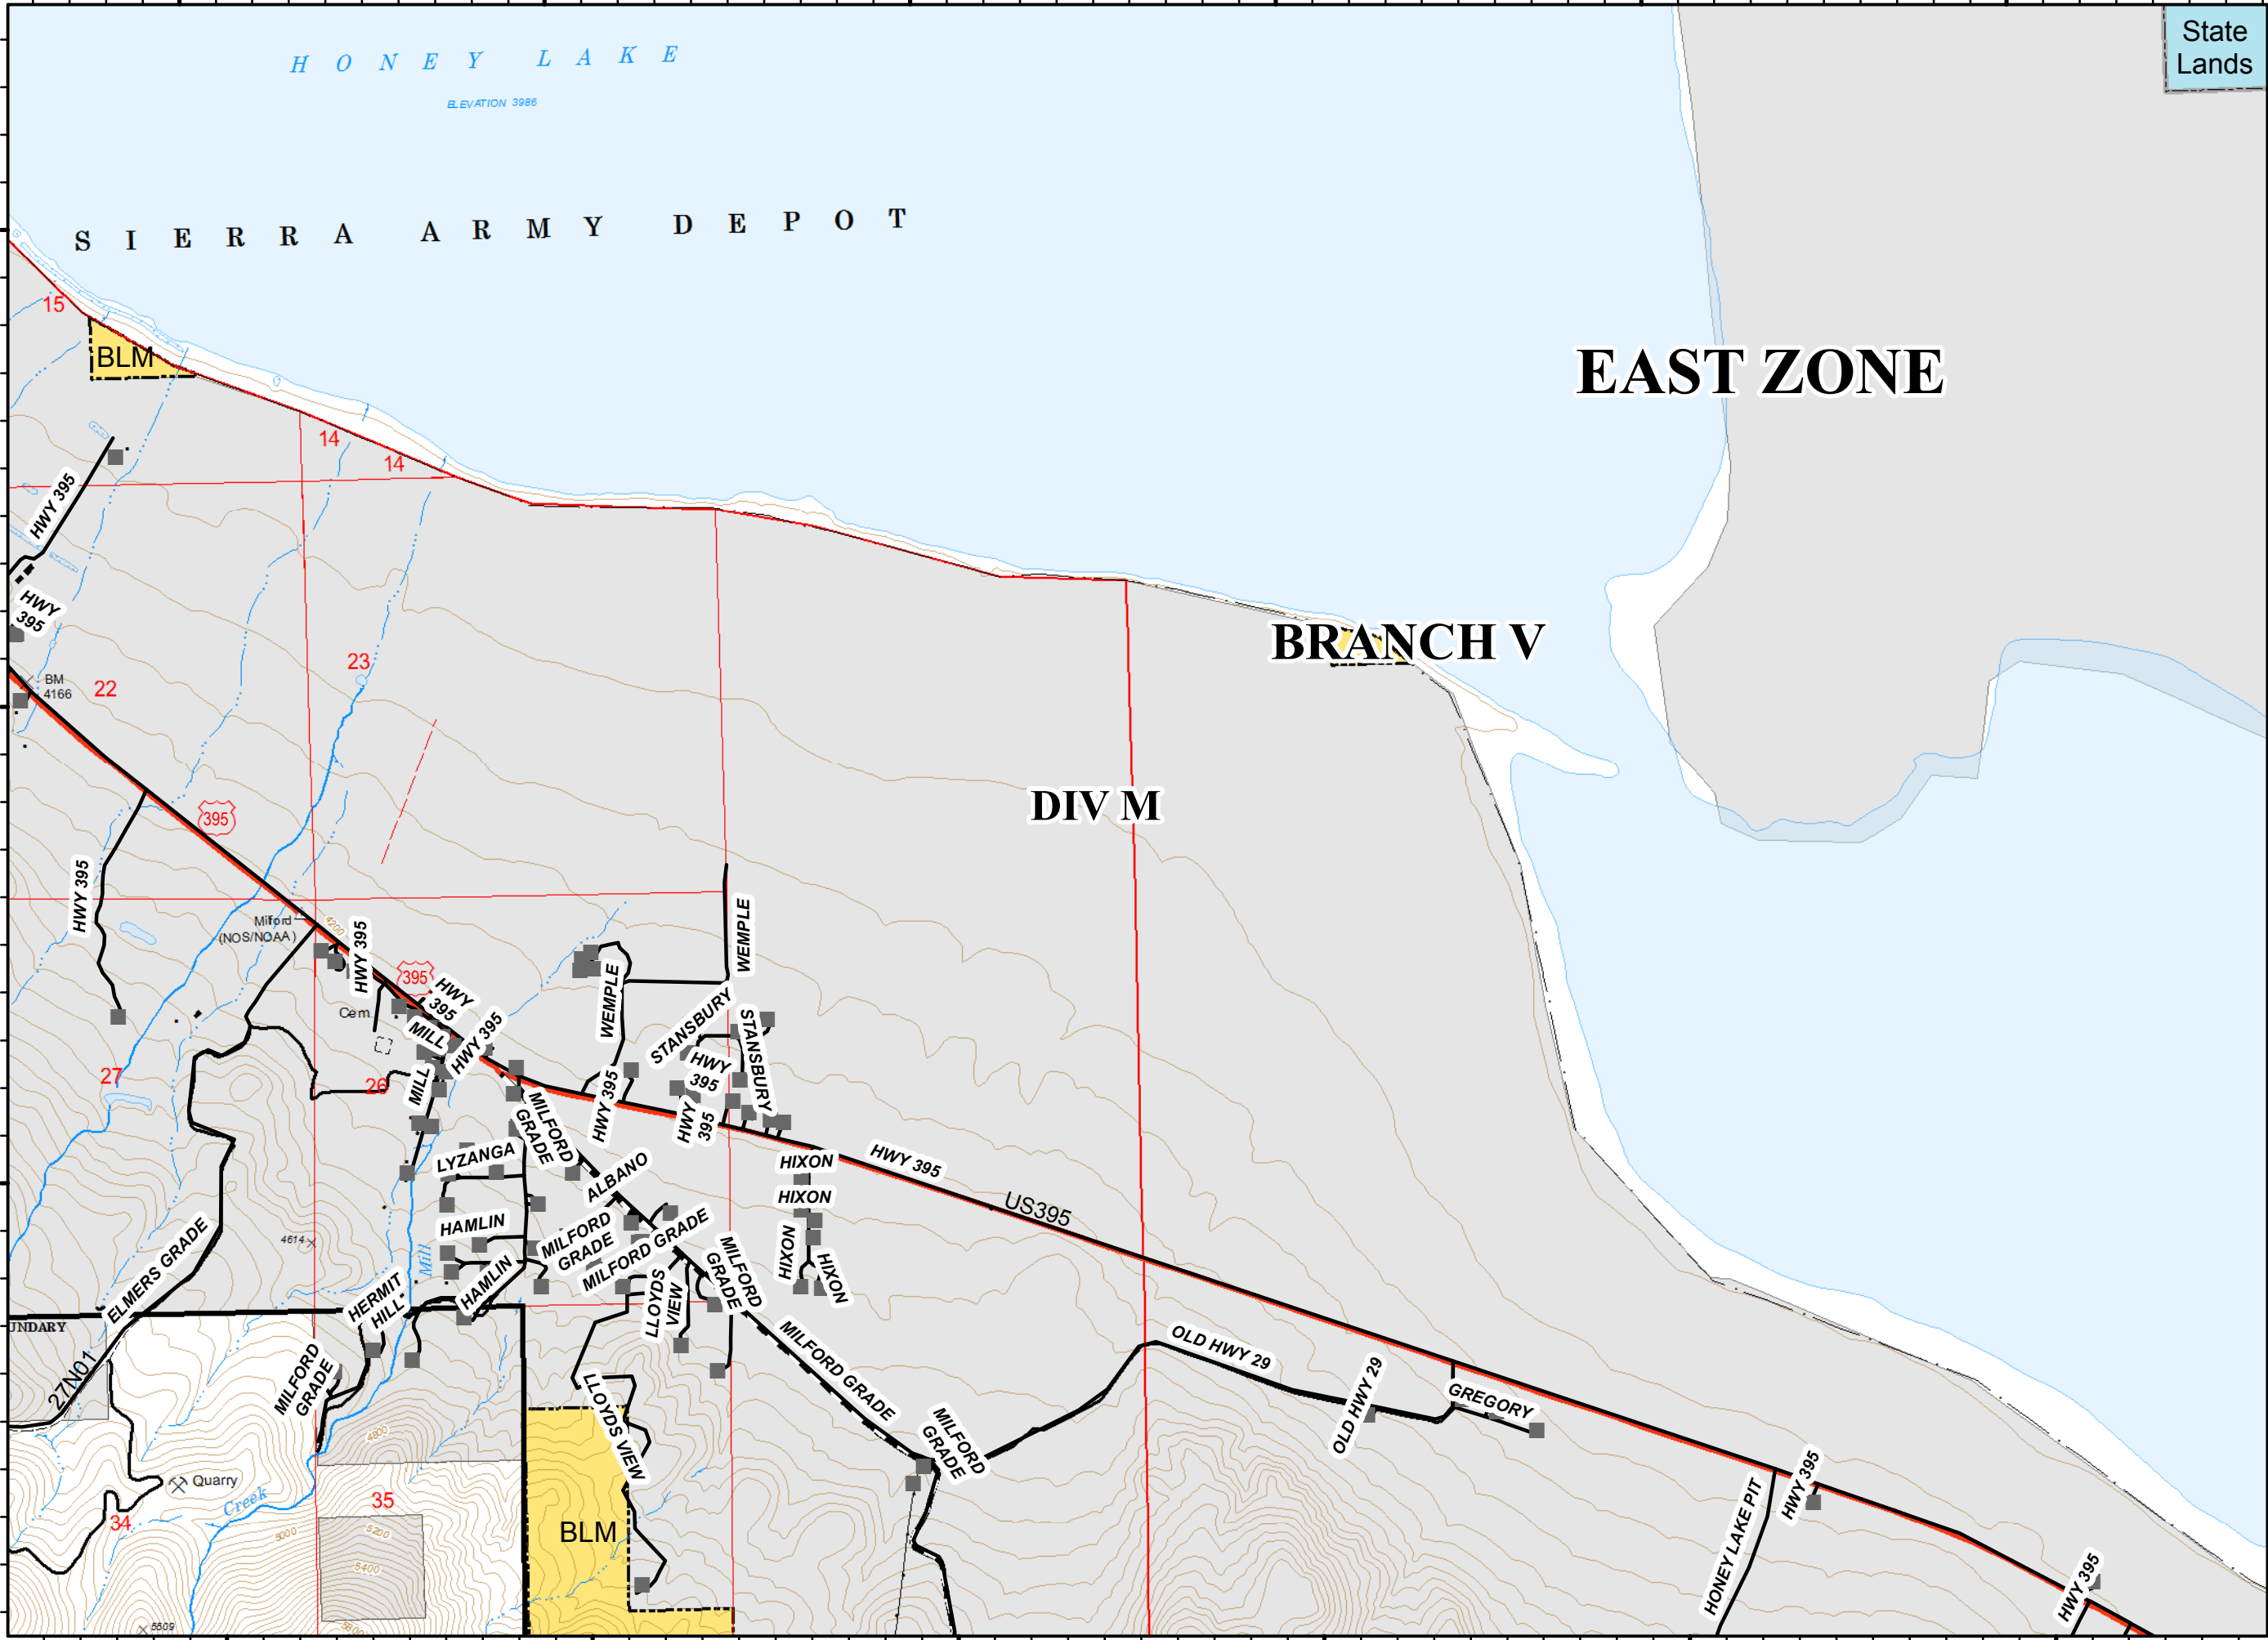 State
Lands
HONEY LAKE
ELEVATION 3986
SIERRA ARMY DEPOT
15
BLM
EAST ZONE
14
14
HWY 395
HWY
395
BRANCH V
23
BM
4166
22
DIV M
395
HWY 395
Milford
(NOS/NOAA)
4200
HWY 395
WEMPLE
395
HWY
395
WEMPLE
STANSBURY
Cem
MILL
HWY 395
STANSBURY
HWY
395
27
26
MILL
MILFORD
GRADE
HWY 395
HWY
395
LYZANGA
ALBANO
HIXON
HWY 395
HIXON
US395
HAMLIN
MILFORD
GRADE
MILFORD GRADE
HIXON
HIXON
4614
Mill
ELMERS GRADE
HAMLIN
HERMIT
HILL
LLOYDS
VIEW
MILFORD
GRADE
UNDARY
MILFORD GRADE
OLD HWY 29
27N01
MILFORD
GRADE
LLOYDS VIEW
OLD HWY 29
GREGORY
4800
MILFORD
GRADE
Quarry
Creek
35
34
5000
5200
BLM
HONEY LAKE PIT
HWY 395
5400
HWY 395
5509
5600